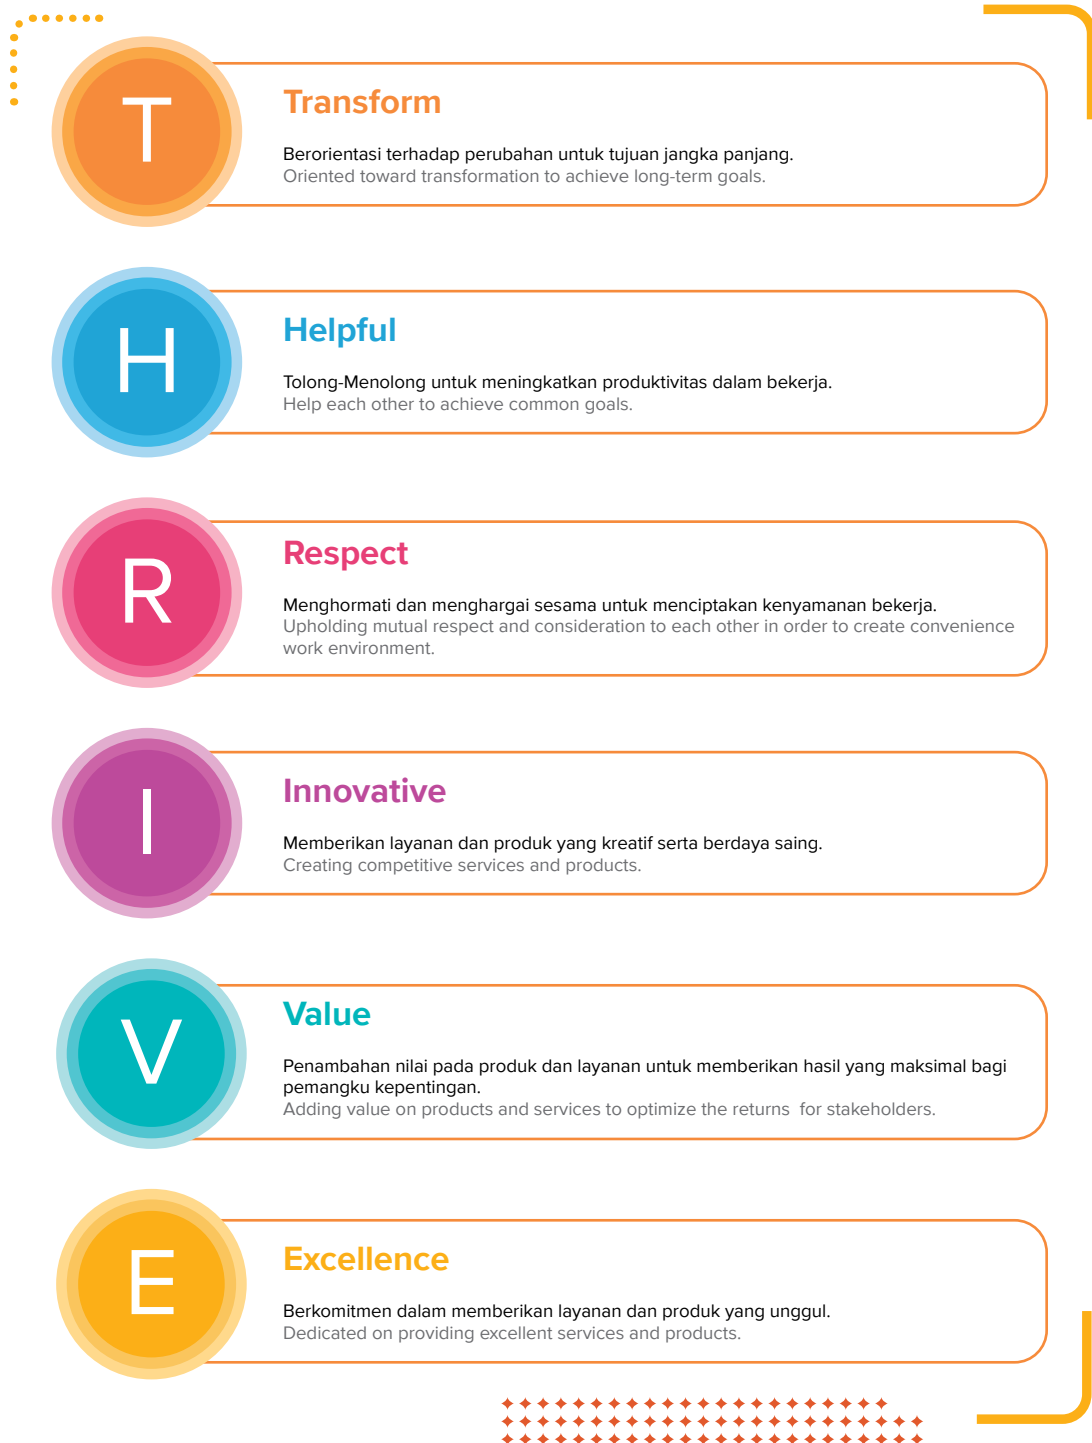 T
Transform
Berorientasi terhadap perubahan untuk tujuan jangka panjang.
Oriented toward transformation to achieve long-term goals.
H
Helpful
Tolong-Menolong untuk meningkatkan produktivitas dalam bekerja.
Help each other to achieve common goals.
R
Respect
Menghormati dan menghargai sesama untuk menciptakan kenyamanan bekerja.
Upholding mutual respect and consideration to each other in order to create convenience
work environment.
I
Innovative
Memberikan layanan dan produk yang kreatif serta berdaya saing.
Creating competitive services and products.
V
Value
Penambahan nilai pada produk dan layanan untuk memberikan hasil yang maksimal bagi
pemangku kepentingan.
Adding value on products and services to optimize the returns  for stakeholders.
E
Excellence
Berkomitmen dalam memberikan layanan dan produk yang unggul.
Dedicated on providing excellent services and products.